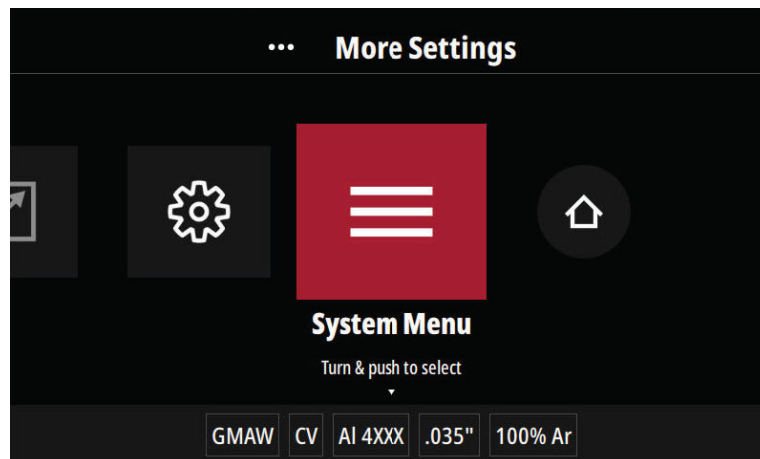 ••• More Settings
System Menu
Turn & push to select
GMAW CV Al 4XXX .035" 100% Ar